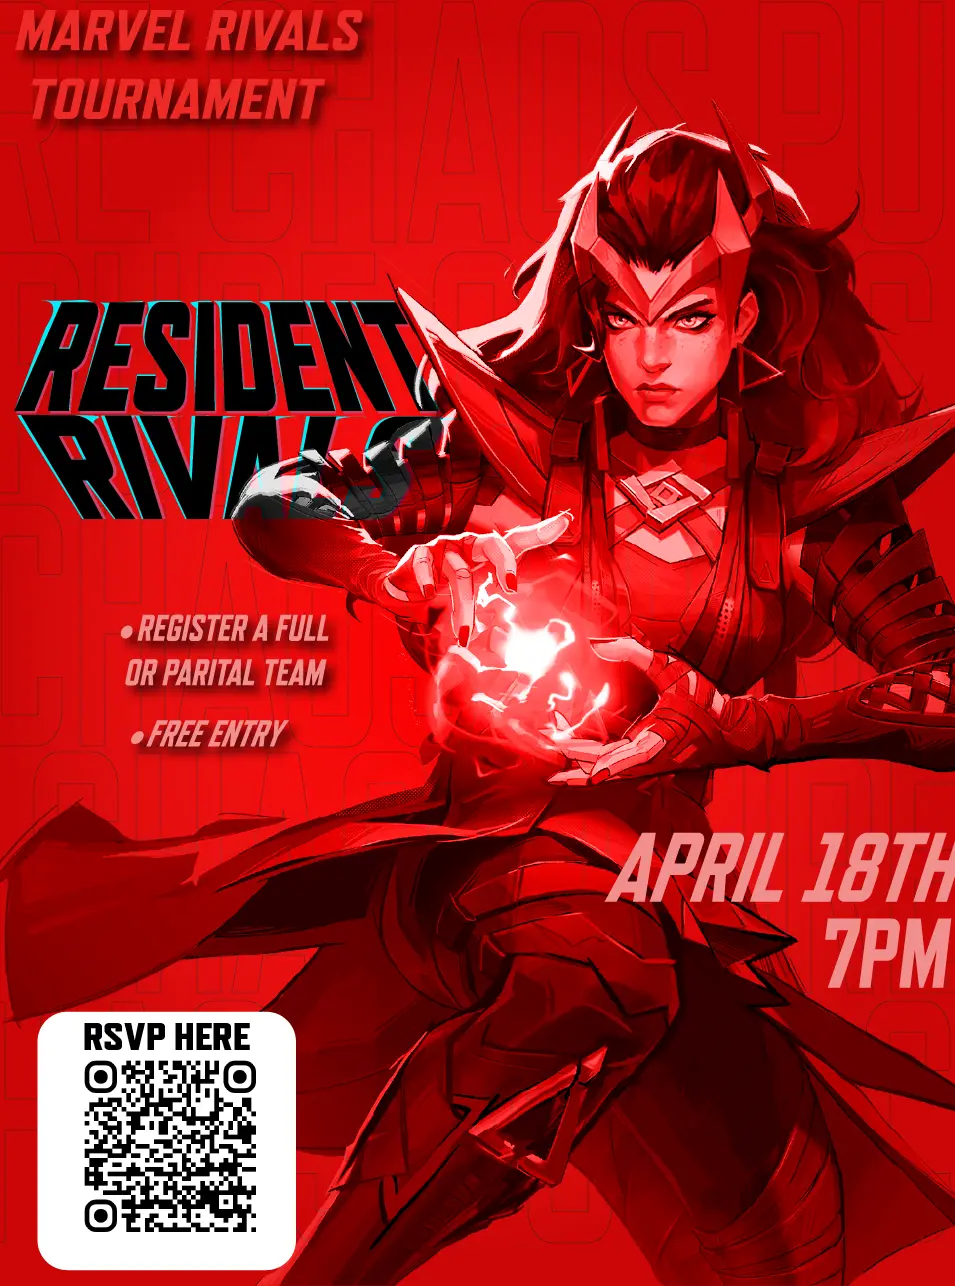 MARVEL RIVALS
TOURNAMENT
RESIDENT
RIVALS
• REGISTER A FULL
OR PARITAL TEAM
• FREE ENTRY
APRIL 18TH
7PM
RSVP HERE